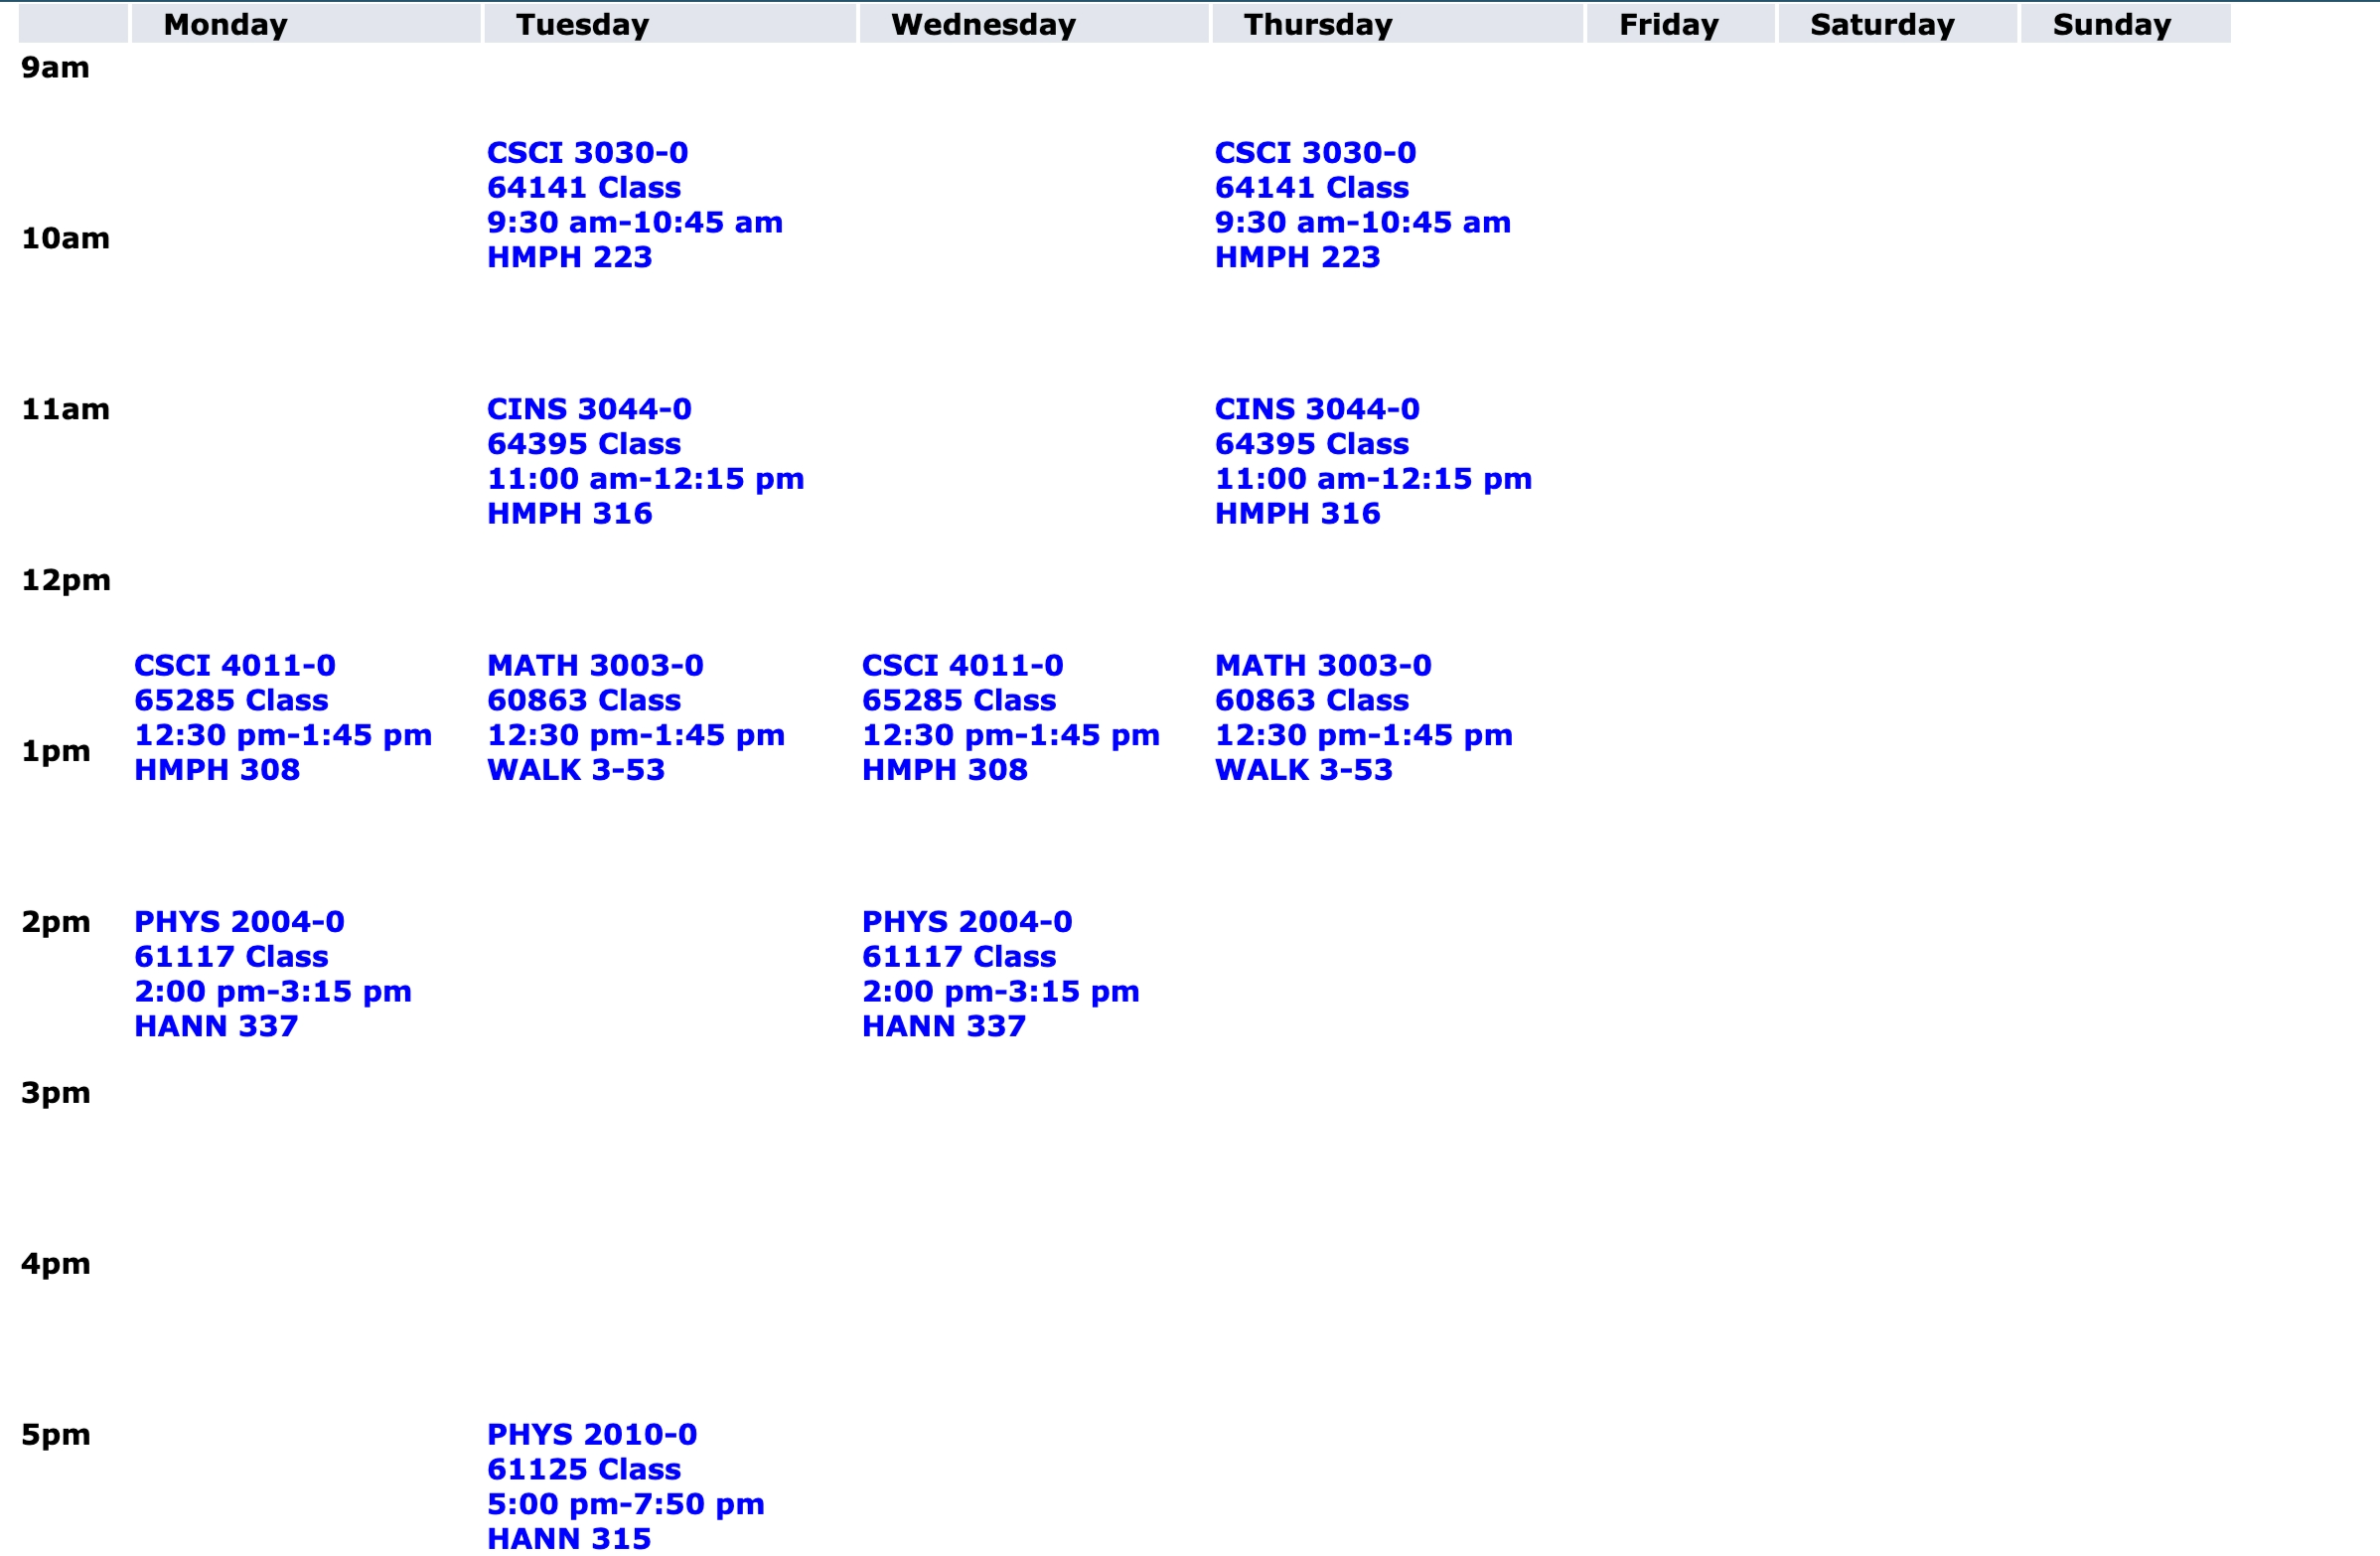 Monday Tuesday Wednesday Thursday Friday Saturday Sunday
9am
CSCI 3030-0
64141 Class
9:30 am-10:45 am
HMPH 223
CSCI 3030-0
64141 Class
9:30 am-10:45 am
HMPH 223
10am
11am
CINS 3044-0
64395 Class
11:00 am-12:15 pm
HMPH 316
CINS 3044-0
64395 Class
11:00 am-12:15 pm
HMPH 316
12pm
CSCI 4011-0
65285 Class
12:30 pm-1:45 pm
HMPH 308
MATH 3003-0
60863 Class
12:30 pm-1:45 pm
WALK 3-53
CSCI 4011-0
65285 Class
12:30 pm-1:45 pm
HMPH 308
MATH 3003-0
60863 Class
12:30 pm-1:45 pm
WALK 3-53
1pm
2pm
PHYS 2004-0
61117 Class
2:00 pm-3:15 pm
HANN 337
PHYS 2004-0
61117 Class
2:00 pm-3:15 pm
HANN 337
3pm
4pm
5pm
PHYS 2010-0
61125 Class
5:00 pm-7:50 pm
HANN 315